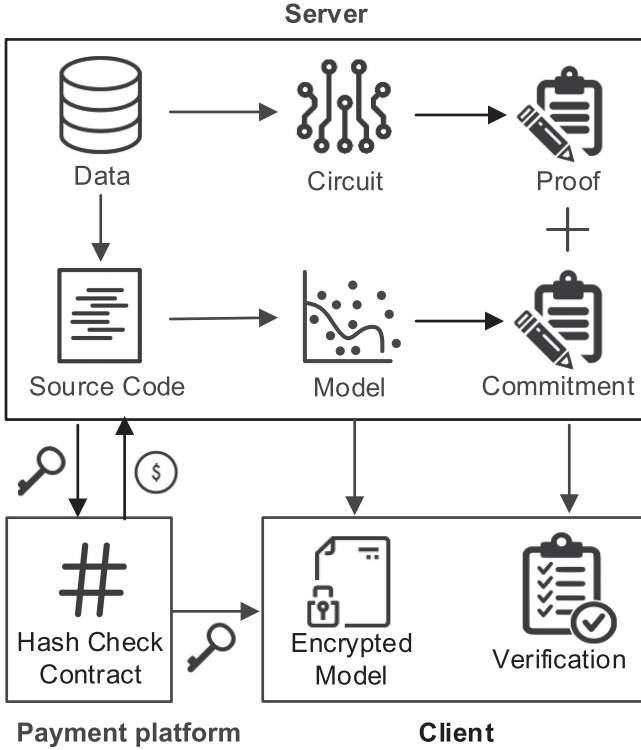 Server
Data
Circuit
Proof
Source Code
Model
Commitment
$
Hash Check
Contract
Encrypted
Model
Verification
Payment platform
Client